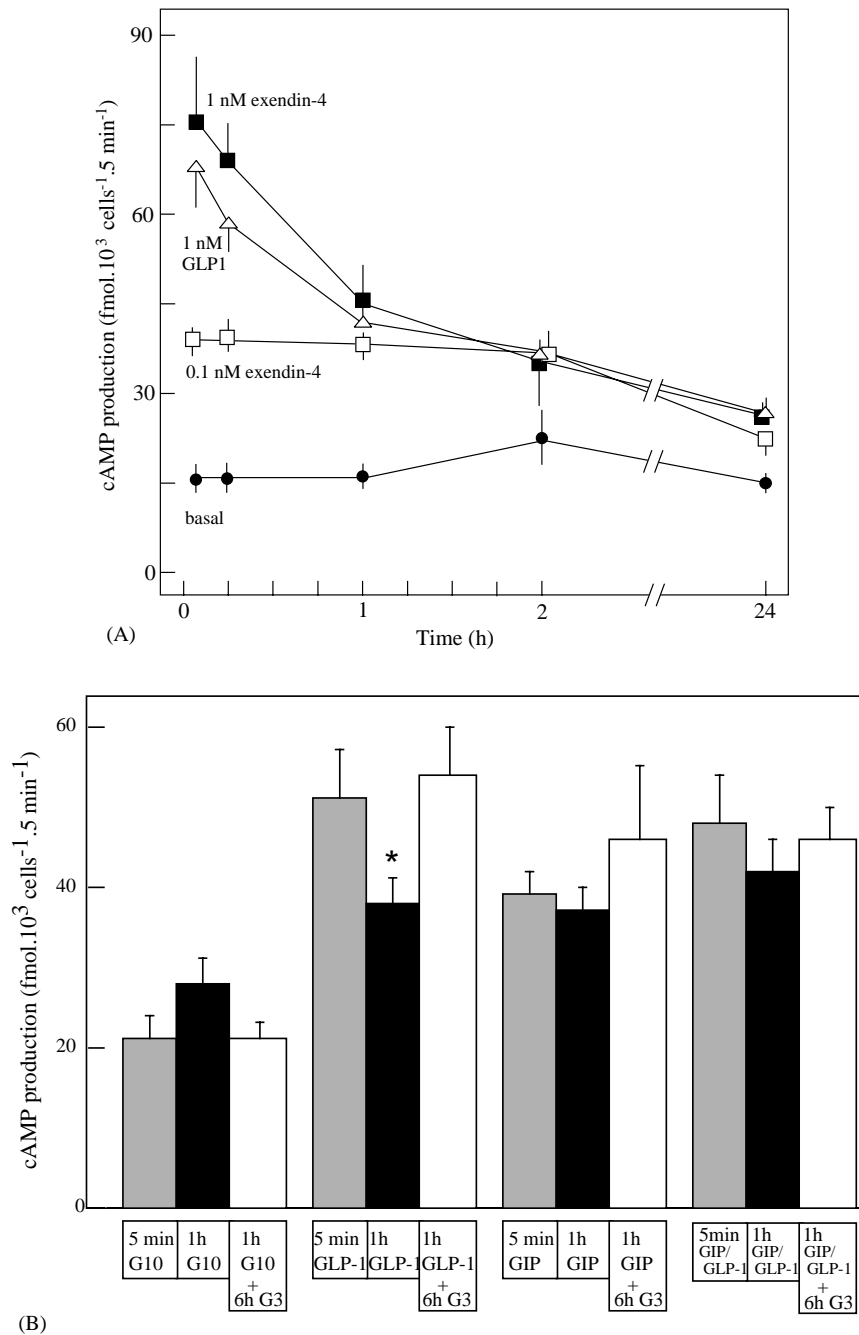 90
1 nM exendin-4
60
1 nM
GLP1
0.1 nM exendin-4
30
basal
0
cAMP production (fmol.10³ cells⁻¹.5 min⁻¹)
0 1 2 24
Time (h)
(A)
60
40
20
0
cAMP production (fmol.10³ cells⁻¹.5 min⁻¹)
*
5 min
G10
1h
G10
1h
G10
+
6h G3
5 min
GLP-1
1h
GLP-1
1h
GLP-1
+
6h G3
5 min
GIP
1h
GIP
1h
GIP
+
6h G3
5min
GIP/
GLP-1
1h
GIP/
GLP-1
1h
GIP/
GLP-1
+
6h G3
(B)